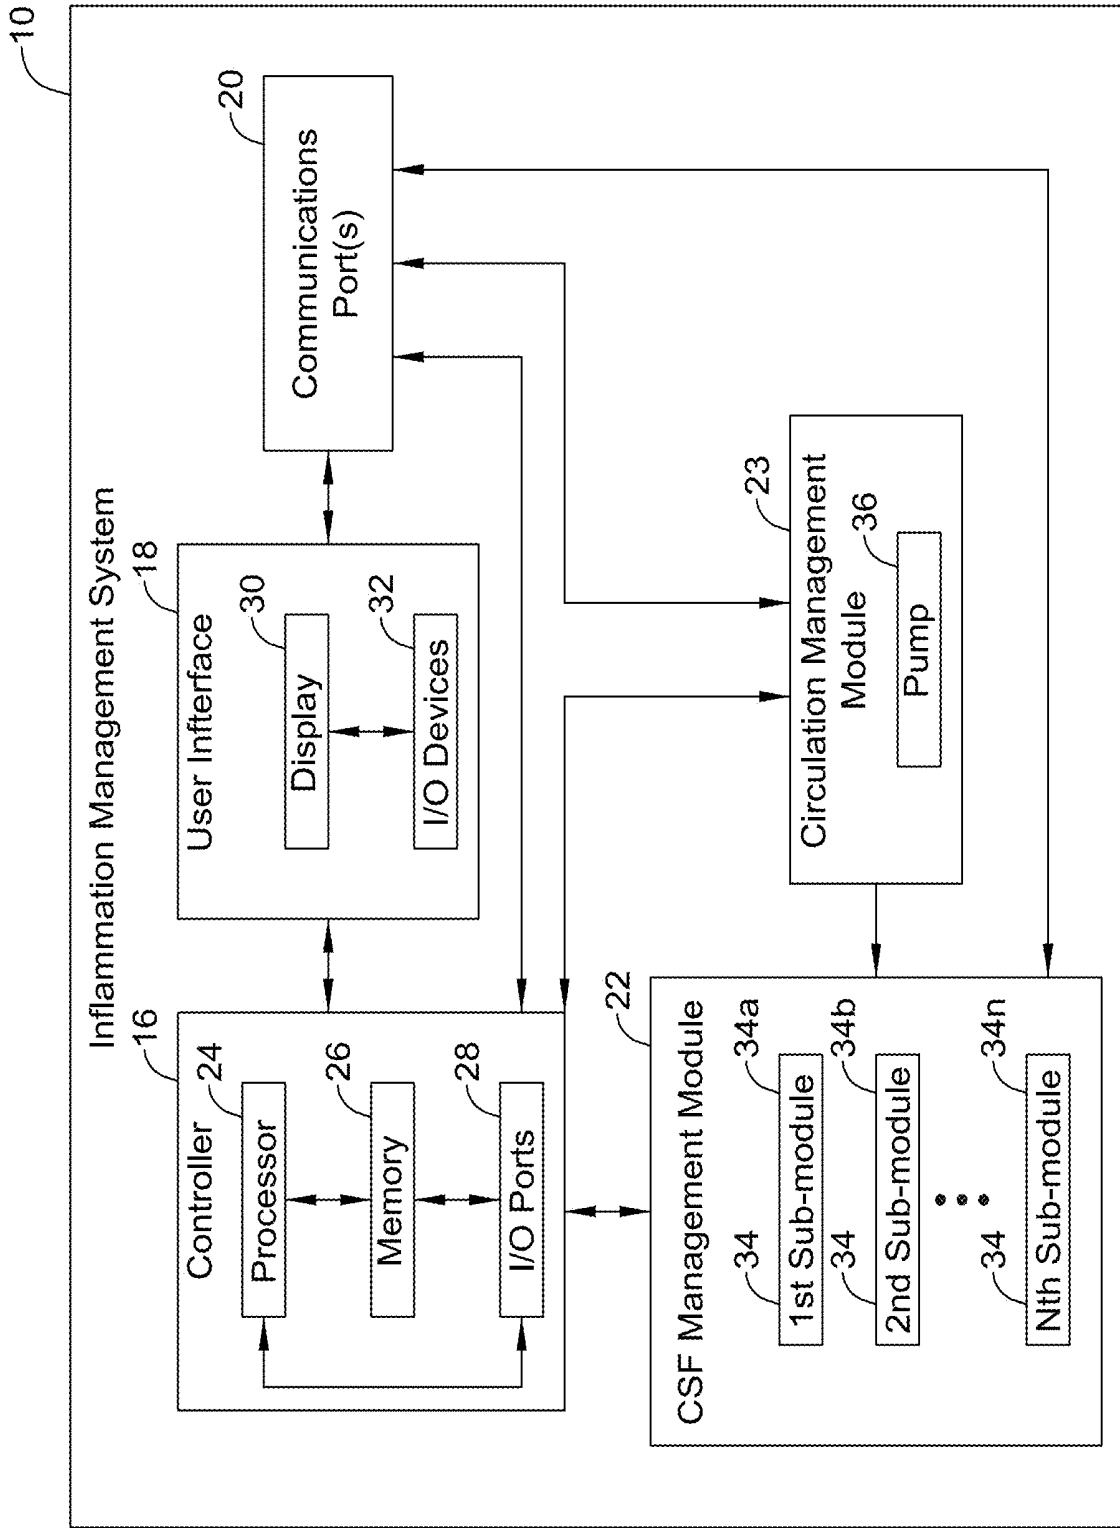 10
Inflammation Management System
16
Controller
24
Processor
26
Memory
28
I/O Ports
18
User Infterface
30
Display
32
I/O Devices
20
Communications
Port(s)
22
CSF Management Module
34
34a
1st Sub-module
34
34b
2nd Sub-module
34
34n
Nth Sub-module
23
Circulation Management
Module
36
Pump